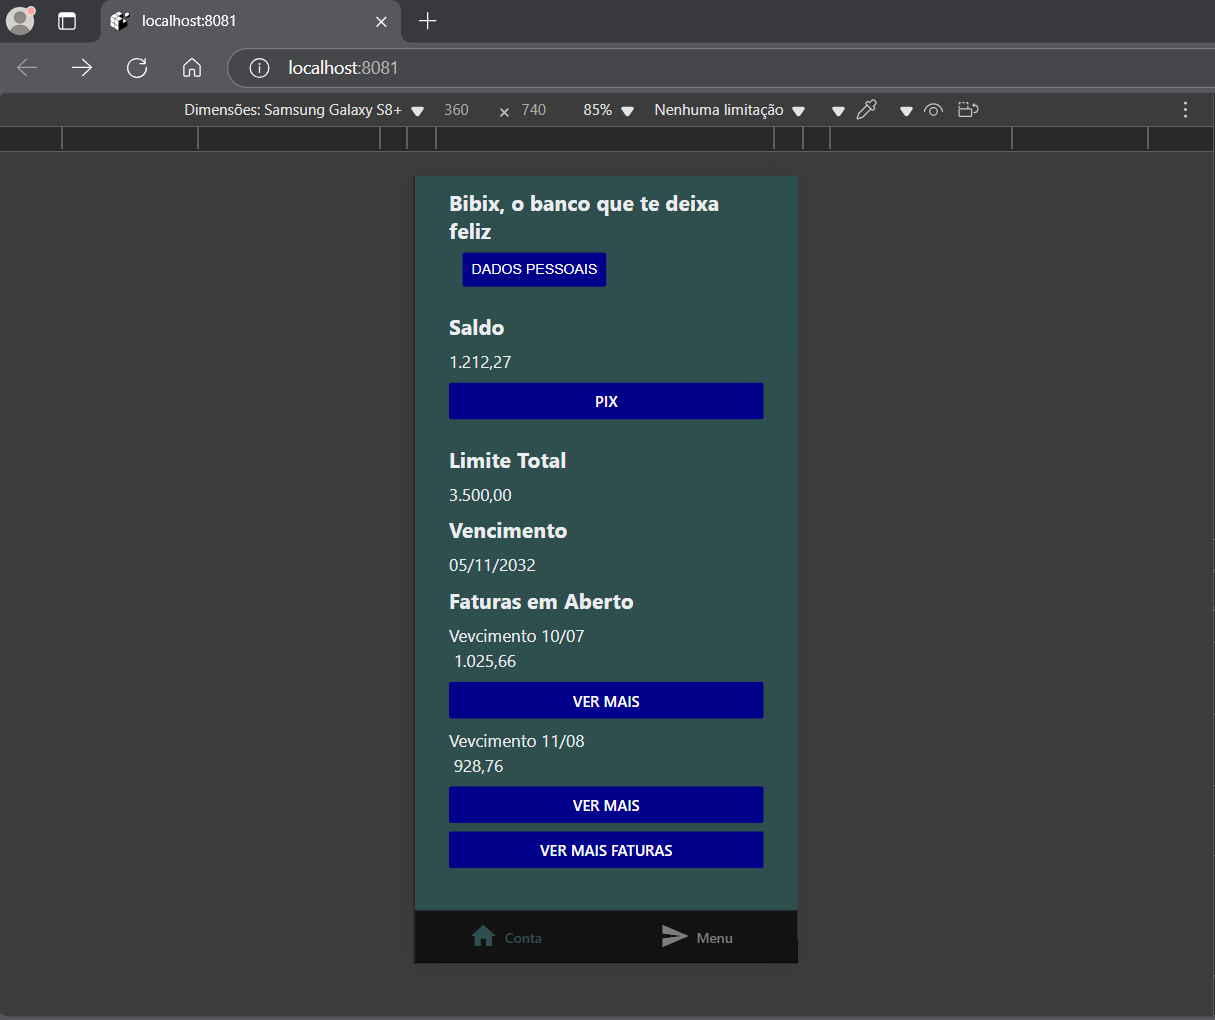 localhost:8081
localhost:8081
Dimensões: Samsung Galaxy S8+ 360 x 740 85% Nenhuma limitação
Bibix, o banco que te deixa
feliz
DADOS PESSOAIS
Saldo
1.212,27
PIX
Limite Total
3.500,00
Vencimento
05/11/2032
Faturas em Aberto
Vevcimento 10/07
1.025,66
VER MAIS
Vevcimento 11/08
928,76
VER MAIS
VER MAIS FATURAS
Conta Menu